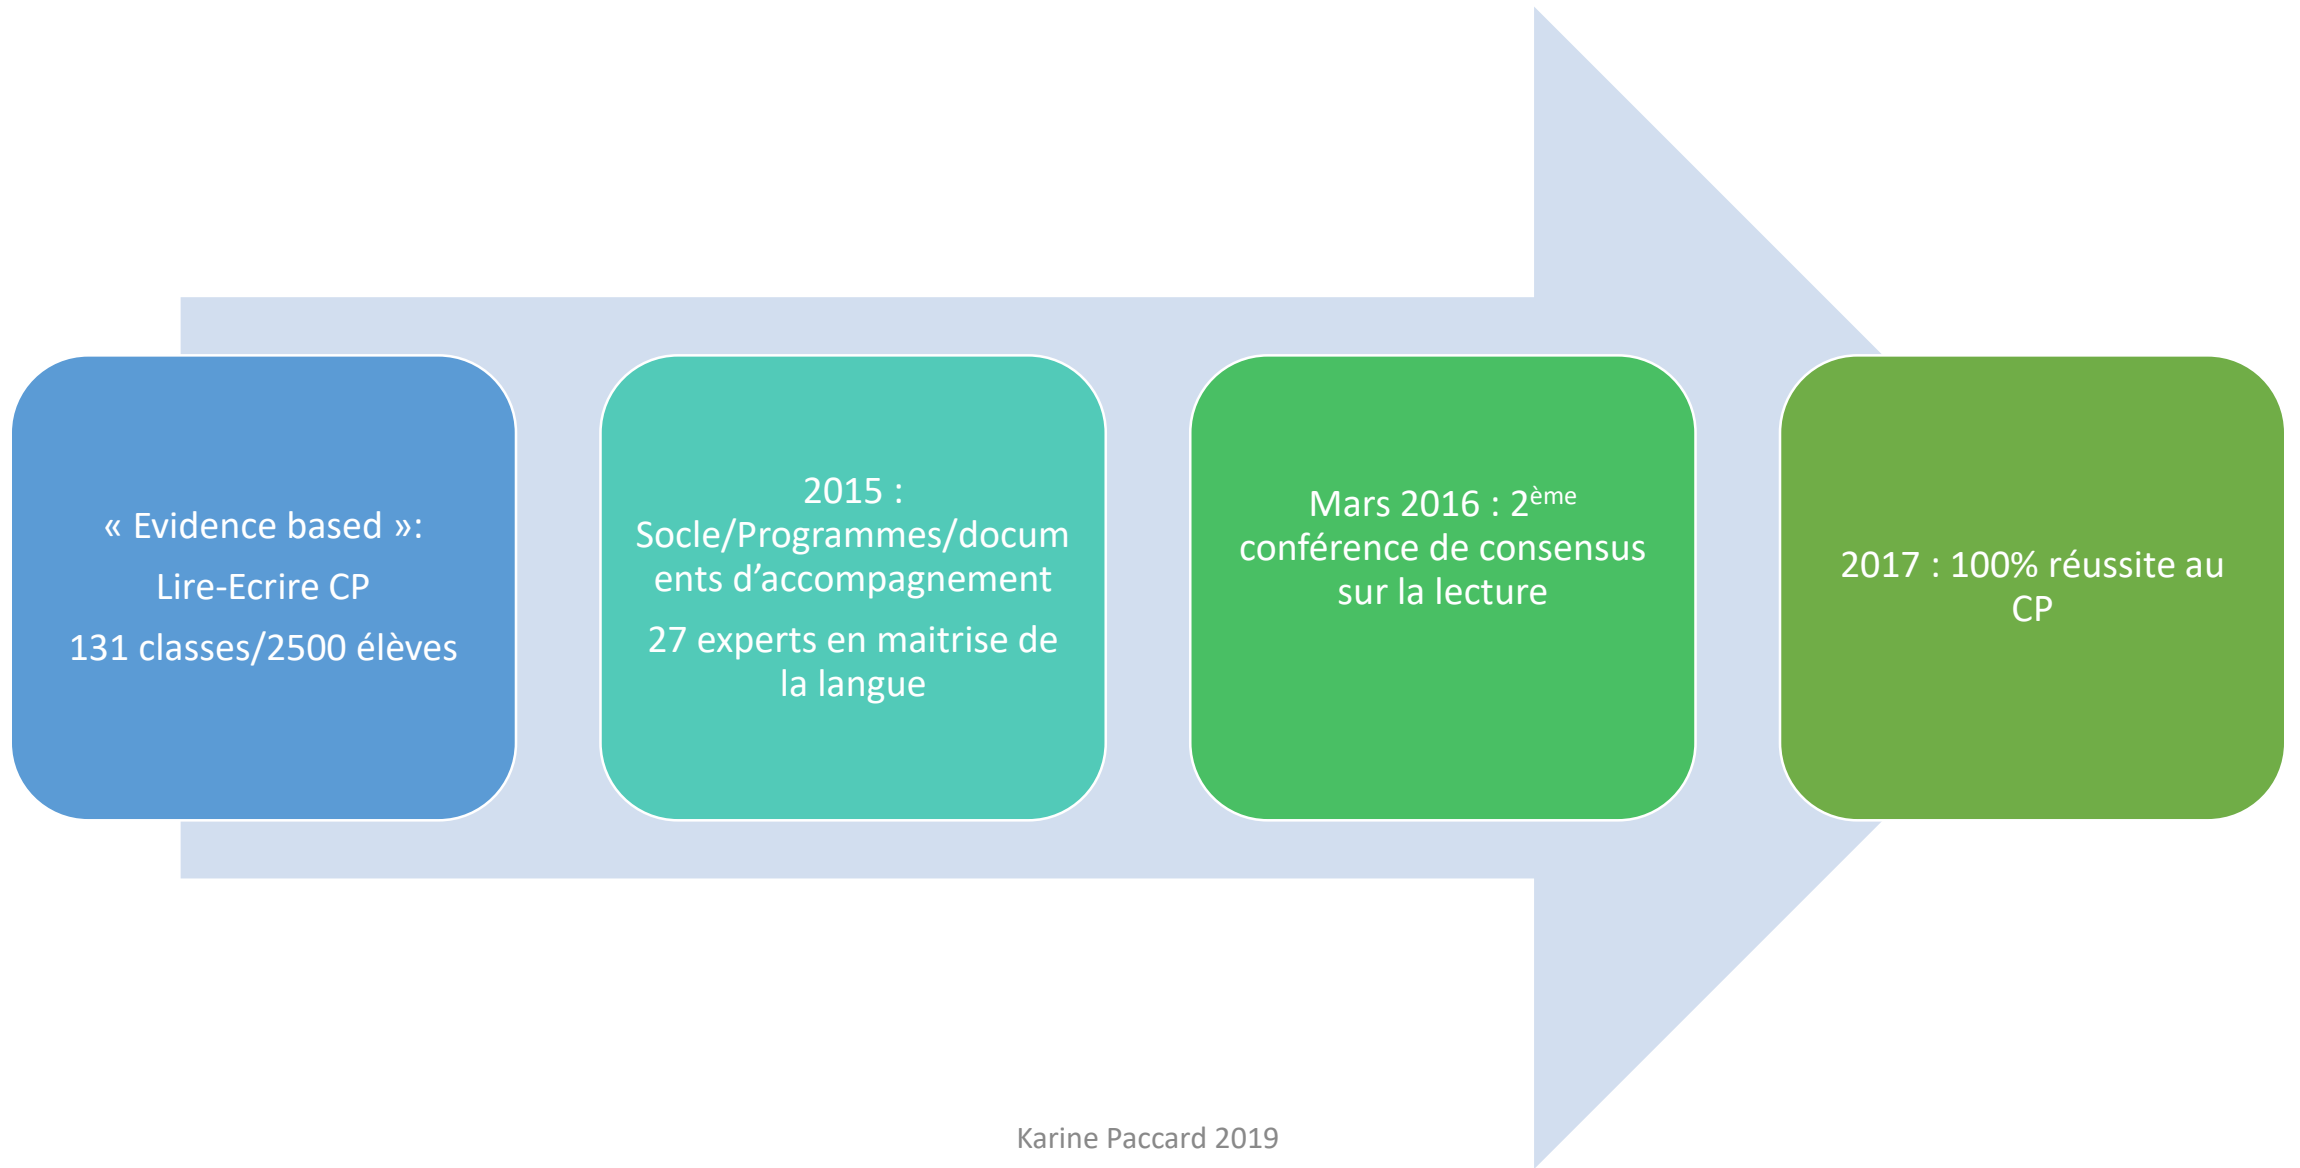 « Evidence based »:
Lire-Ecrire CP
131 classes/2500 élèves
2015 :
Socle/Programmes/docum
ents d’accompagnement
27 experts en maitrise de
la langue
Mars 2016 : 2ème
conférence de consensus
sur la lecture
2017 : 100% réussite au
CP
Karine Paccard 2019